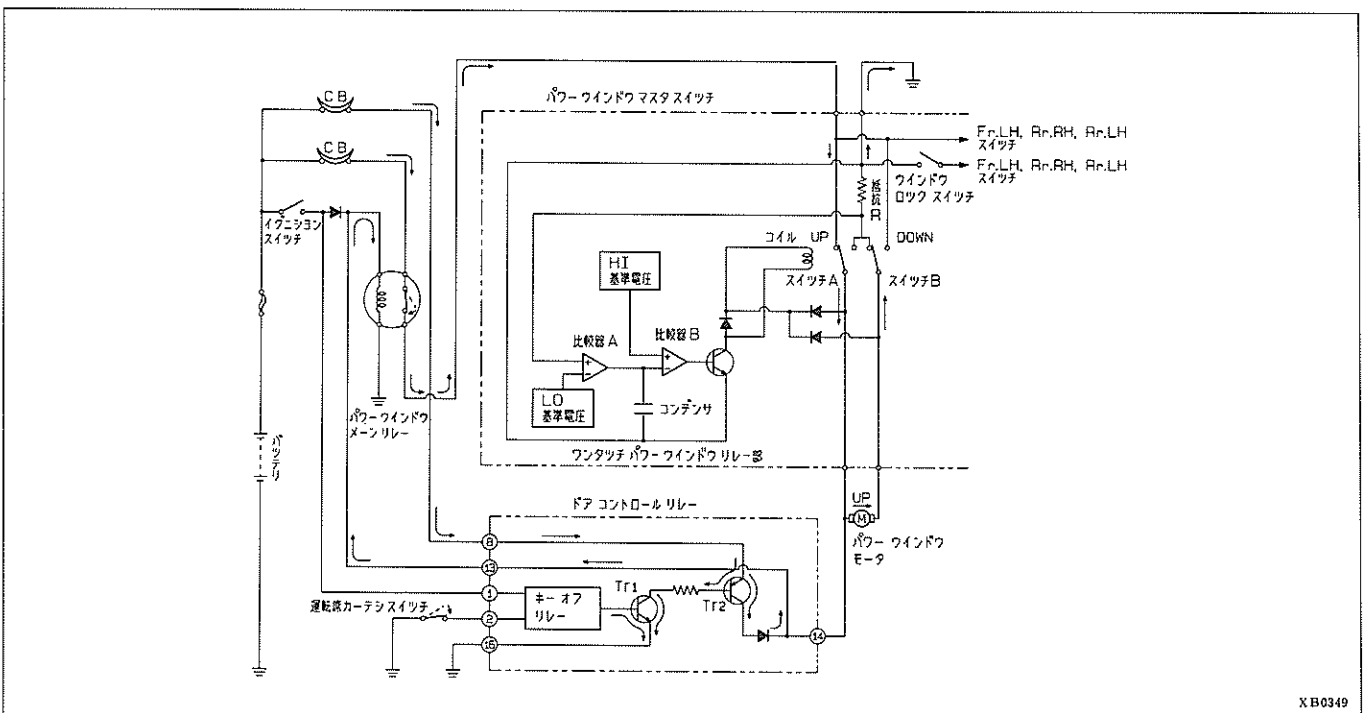 CB
CB
パワー ウインドウ マスタ スイッチ
Fr.LH, Rr.RH, Rr.LH
スイッチ
Fr.LH, Rr.RH, Rr.LH
スイッチ
ウインドウ
ロック スイッチ
抵抗R
イグニション
スイッチ
コイル
UP
DOWN
スイッチA
スイッチB
HI
基準電圧
比較器 A
比較器 B
LO
基準電圧
コンデンサ
パワー ウインドウ
メーン リレー
ワンタッチ パワー ウインドウ リレー部
バッテリ
ドア コントロール リレー
UP
M
パワー ウインドウ
モータ
8
13
1
2
15
14
運転席カーテシ スイッチ
キー オフ
リレー
Tr1
Tr2
XB0349